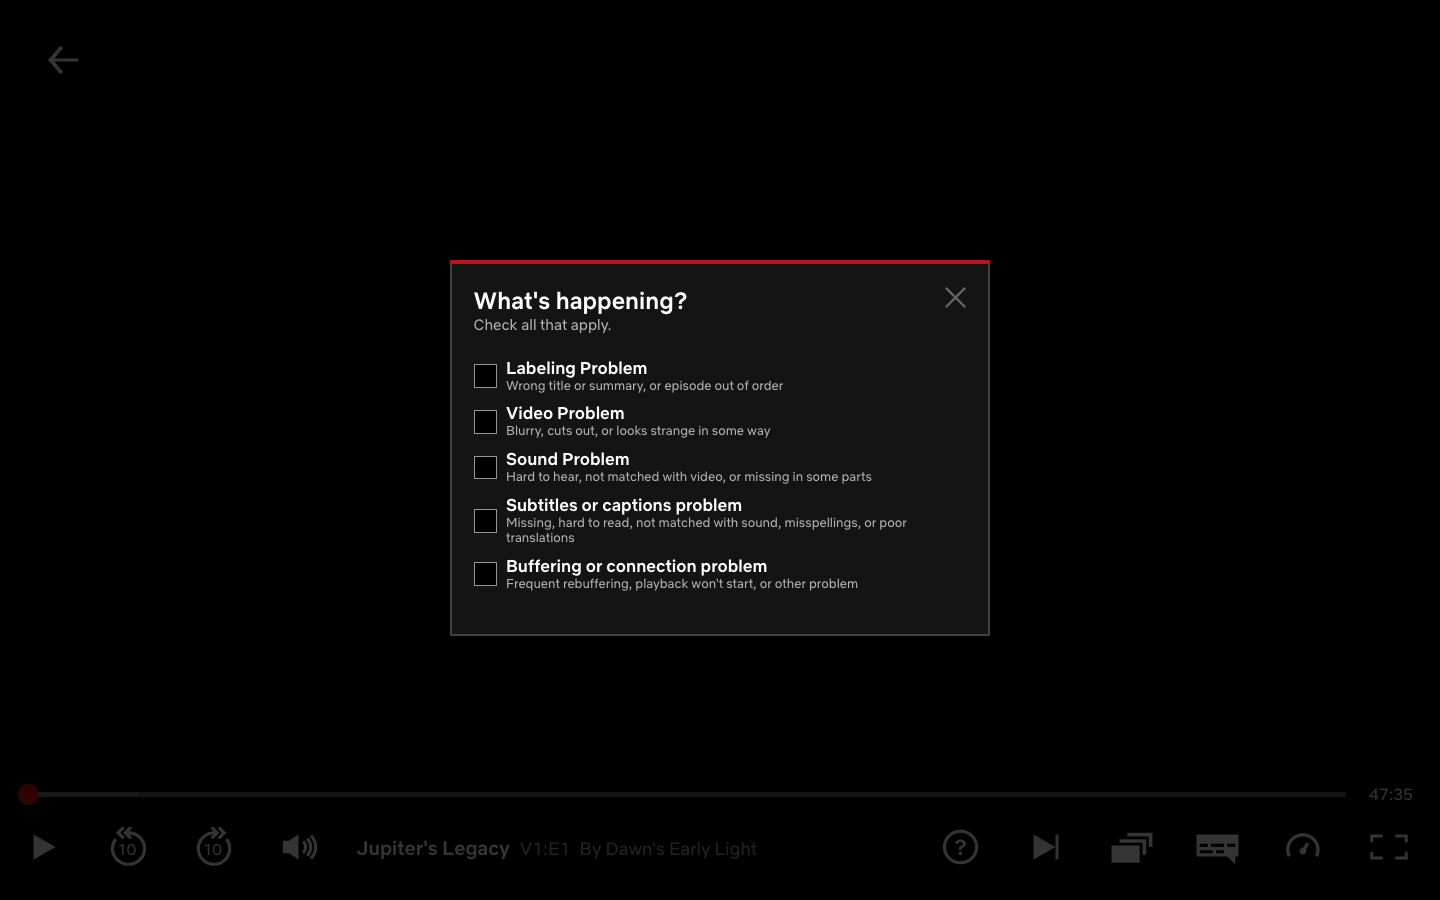 What's happening?
Check all that apply.
Labeling Problem
Wrong title or summary, or episode out of order
Video Problem
Blurry, cuts out, or looks strange in some way
Sound Problem
Hard to hear, not matched with video, or missing in some parts
Subtitles or captions problem
Missing, hard to read, not matched with sound, misspellings, or poor
translations
Buffering or connection problem
Frequent rebuffering, playback won't start, or other problem
47:35
10 10 Jupiter's Legacy V1:E1 By Dawn's Early Light ?